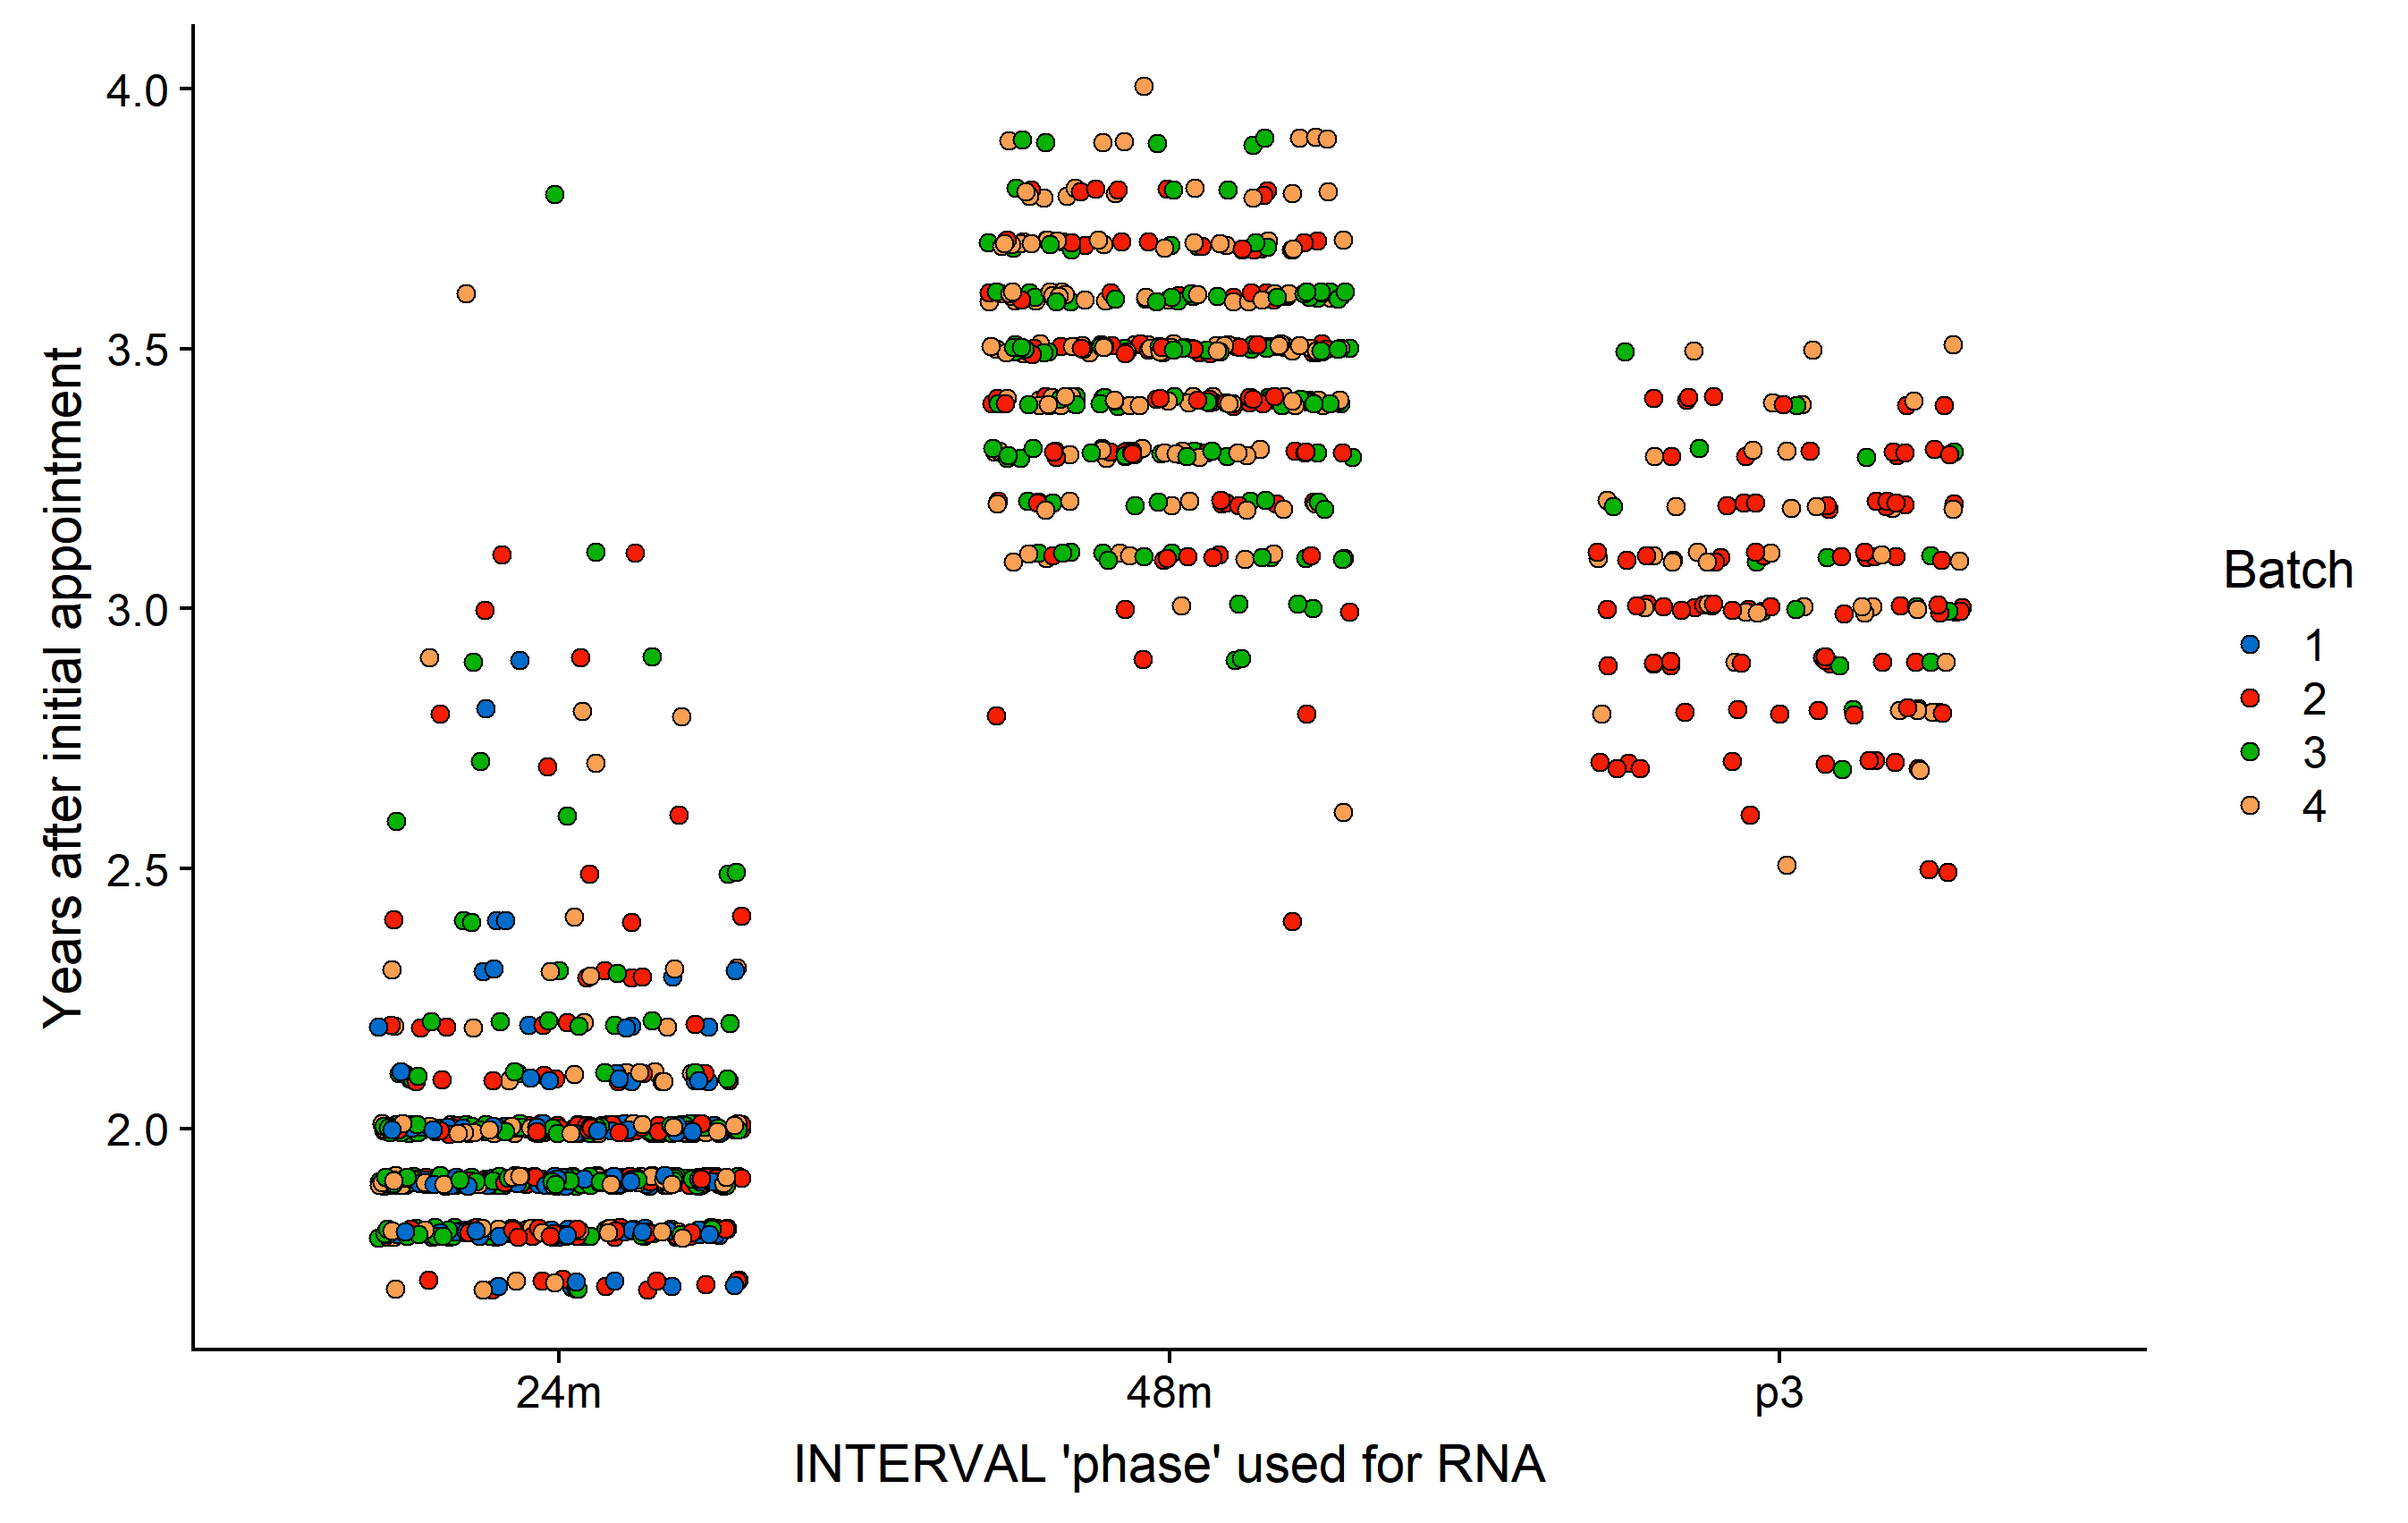 Years after initial appointment
4.0
3.5
3.0
2.5
2.0
24m
48m
p3
INTERVAL 'phase' used for RNA
Batch
1
2
3
4